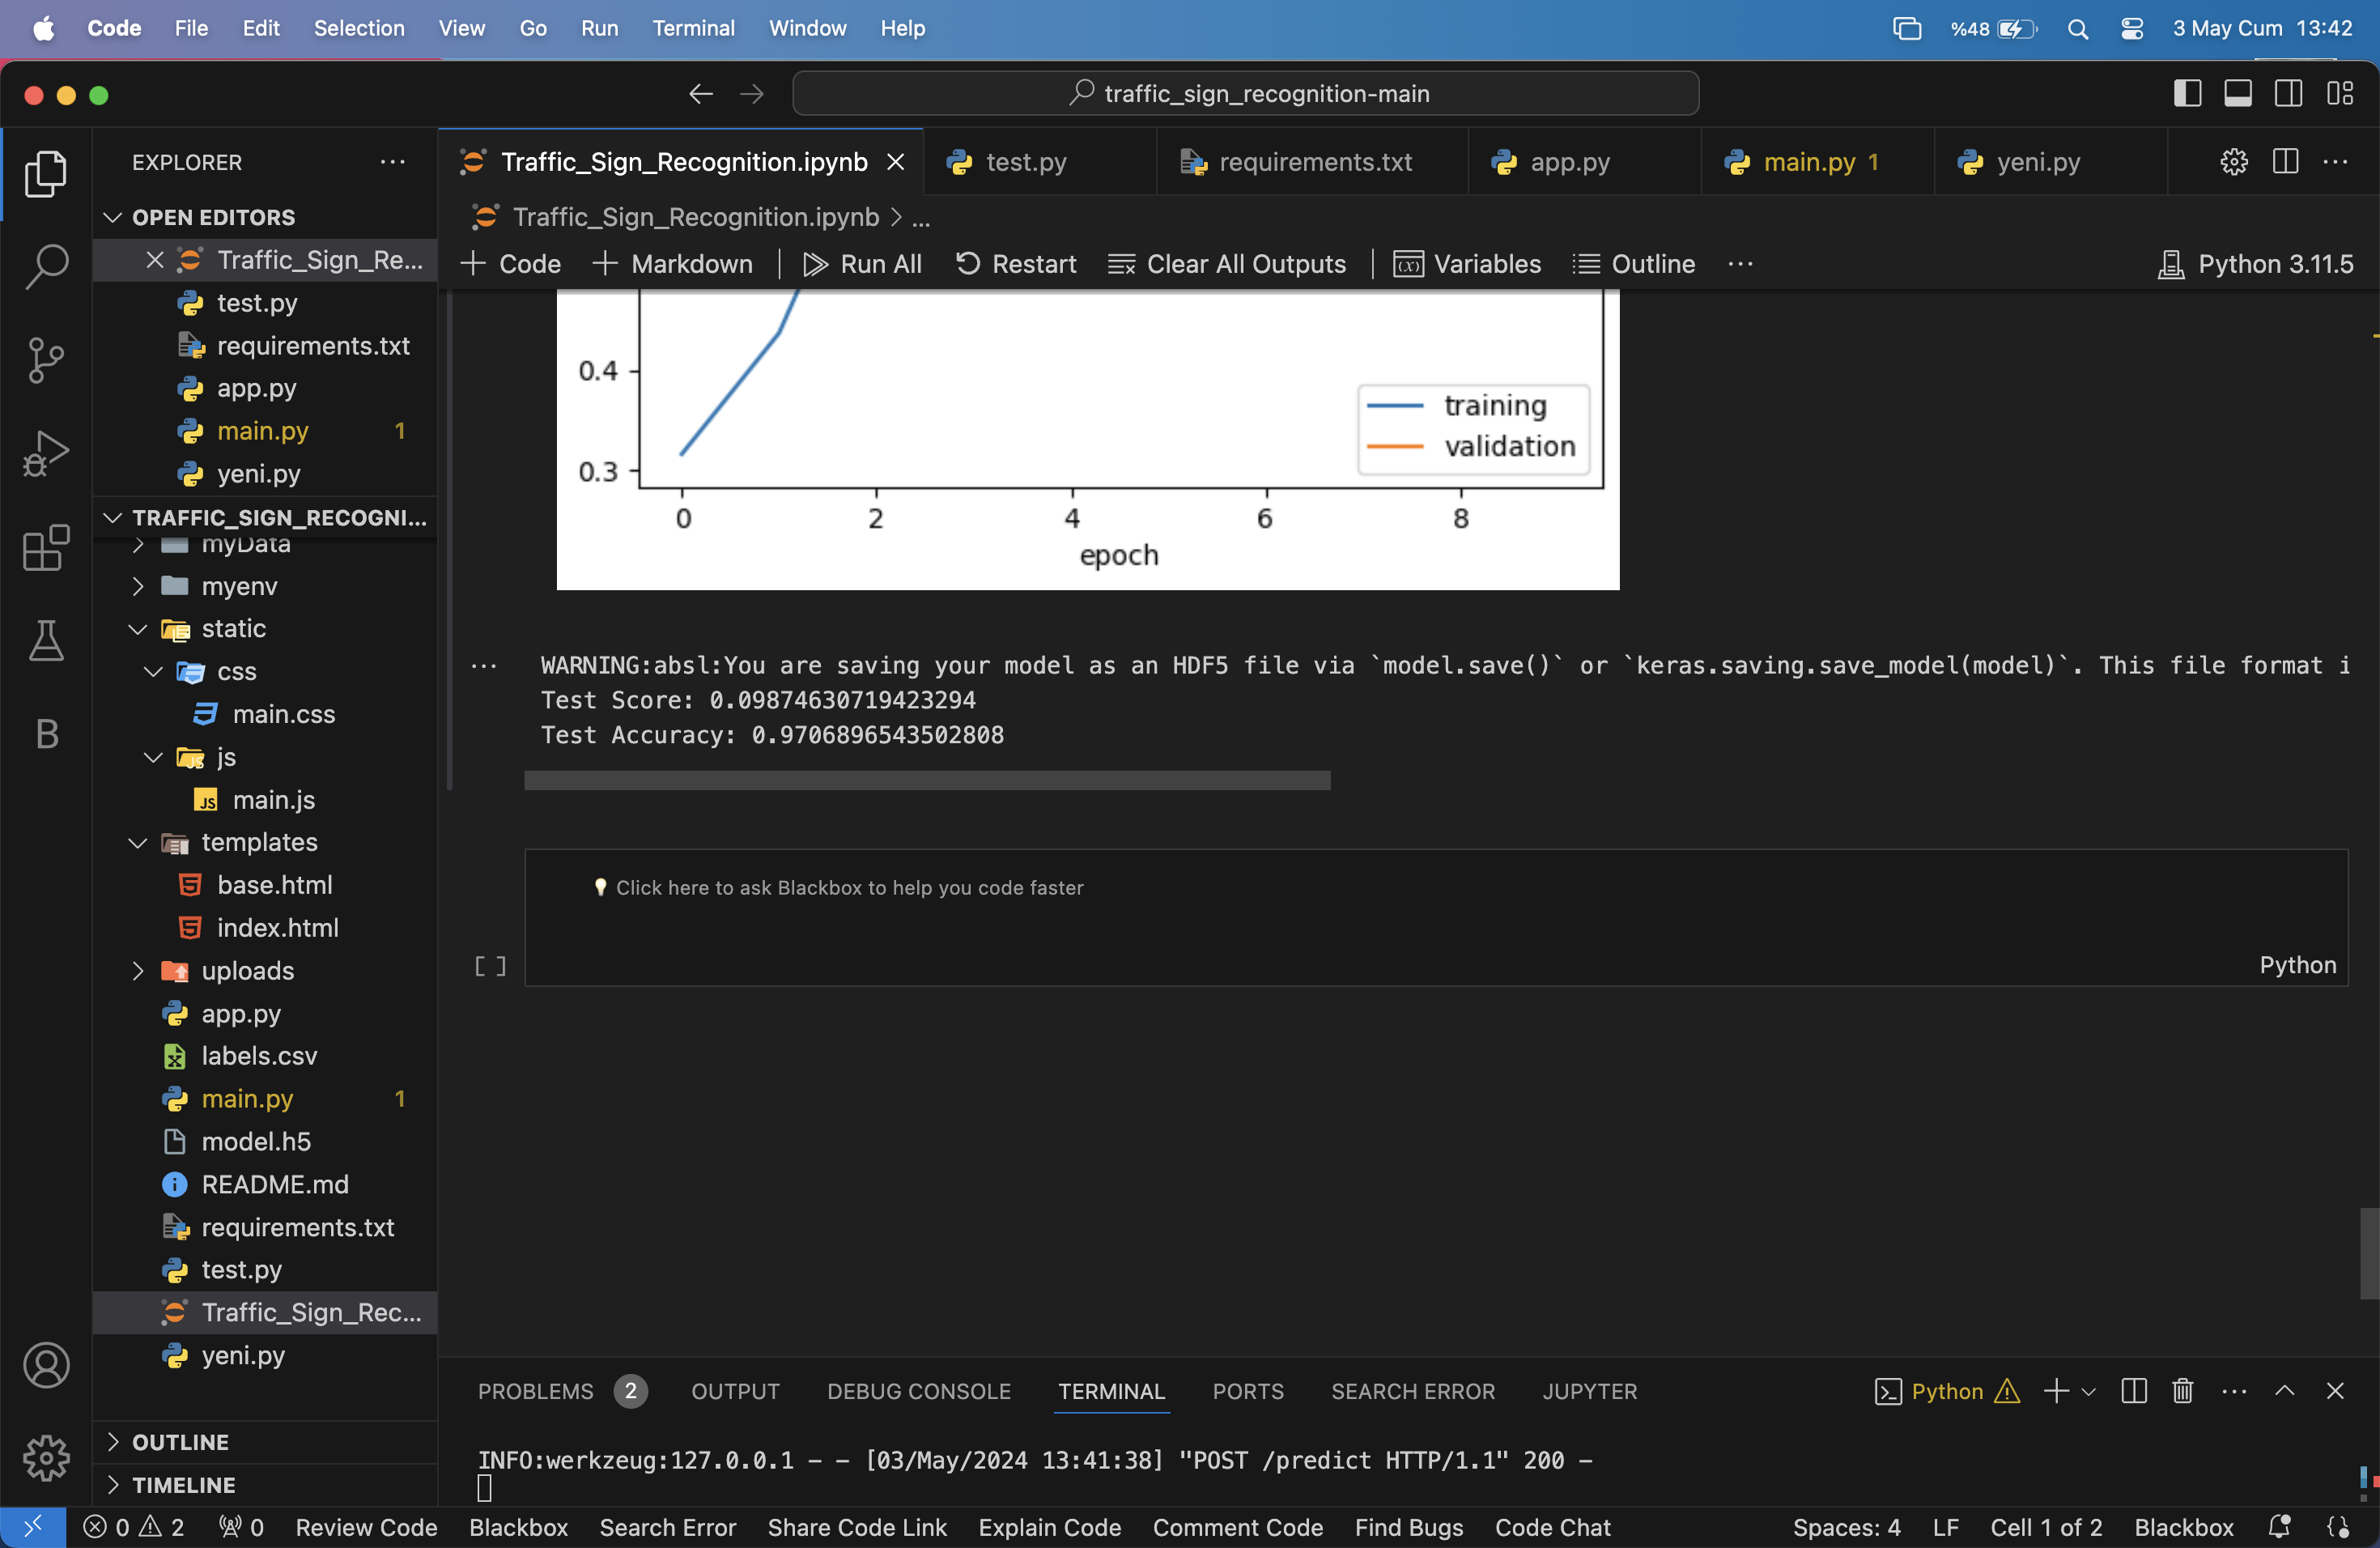 Code File Edit Selection View Go Run Terminal Window Help %48 3 May Cum 13:42
traffic_sign_recognition-main
EXPLORER
OPEN EDITORS
Traffic_Sign_Re...
test.py
requirements.txt
app.py
main.py 1
yeni.py
TRAFFIC_SIGN_RECOGNI...
myData
myenv
static
css
main.css
js
main.js
templates
base.html
index.html
uploads
app.py
labels.csv
main.py 1
model.h5
README.md
requirements.txt
test.py
Traffic_Sign_Rec...
yeni.py
OUTLINE
TIMELINE
Traffic_Sign_Recognition.ipynb test.py requirements.txt app.py main.py 1 yeni.py
Traffic_Sign_Recognition.ipynb > ...
+ Code + Markdown Run All Restart Clear All Outputs Variables Outline ... Python 3.11.5
0.4
training
validation
0.3
0 2 4 6 8
epoch
WARNING:absl:You are saving your model as an HDF5 file via `model.save()` or `keras.saving.save_model(model)`. This file format i
Test Score: 0.09874630719423294
Test Accuracy: 0.9706896543502808
Click here to ask Blackbox to help you code faster
[ ]
Python
PROBLEMS 2 OUTPUT DEBUG CONSOLE TERMINAL PORTS SEARCH ERROR JUPYTER Python
INFO:werkzeug:127.0.0.1 - - [03/May/2024 13:41:38] "POST /predict HTTP/1.1" 200 -
0 2 0 Review Code Blackbox Search Error Share Code Link Explain Code Comment Code Find Bugs Code Chat Spaces: 4 LF Cell 1 of 2 Blackbox